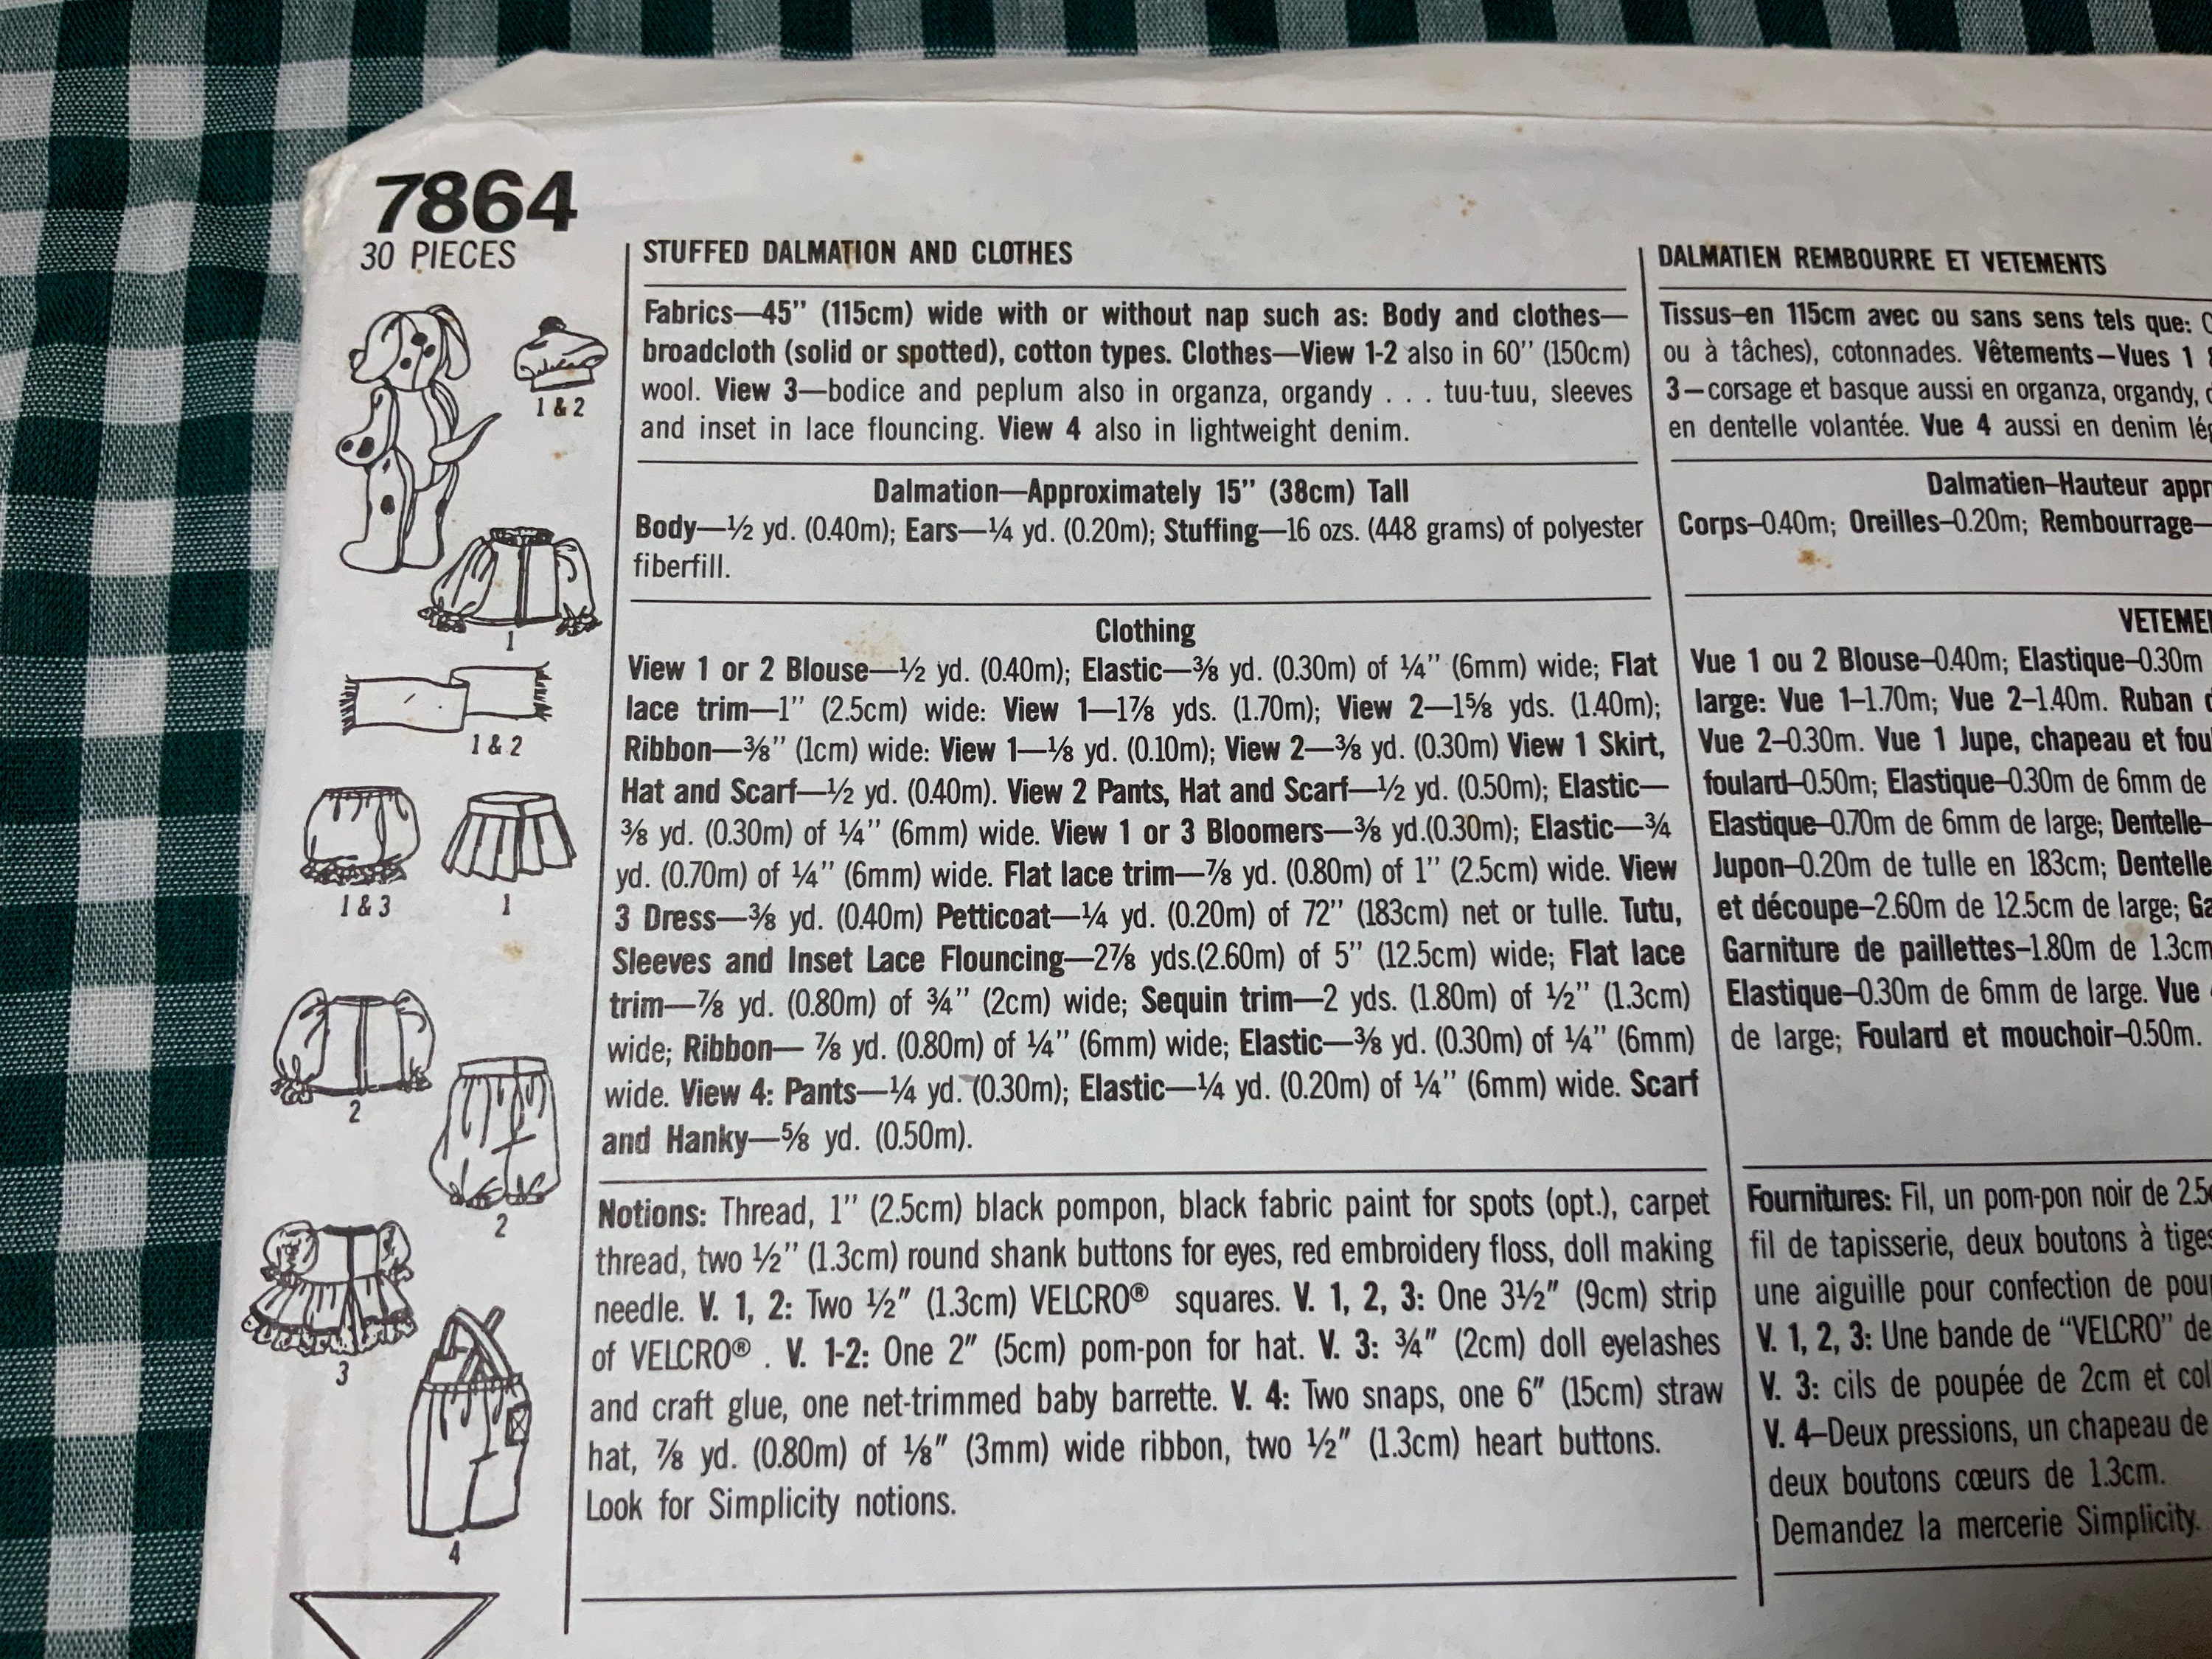 7864
30 PIECES
1 & 2
1
1 & 2
1 & 3
1
2
2
3
4
STUFFED DALMATION AND CLOTHES
Fabrics—45" (115cm) wide with or without nap such as: Body and clothes—
broadcloth (solid or spotted), cotton types. Clothes—View 1-2 also in 60" (150cm)
wool. View 3—bodice and peplum also in organza, organdy . . . tuu-tuu, sleeves
and inset in lace flouncing. View 4 also in lightweight denim.
Dalmation—Approximately 15" (38cm) Tall
Body—½ yd. (0.40m); Ears—¼ yd. (0.20m); Stuffing—16 ozs. (448 grams) of polyester
fiberfill.
Clothing
View 1 or 2 Blouse—½ yd. (0.40m); Elastic—⅜ yd. (0.30m) of ¼" (6mm) wide; Flat
lace trim—1" (2.5cm) wide: View 1—1⅞ yds. (1.70m); View 2—1⅝ yds. (1.40m);
Ribbon—⅜" (1cm) wide: View 1—⅛ yd. (0.10m); View 2—⅜ yd. (0.30m) View 1 Skirt,
Hat and Scarf—½ yd. (0.40m). View 2 Pants, Hat and Scarf—½ yd. (0.50m); Elastic—
⅜ yd. (0.30m) of ¼" (6mm) wide. View 1 or 3 Bloomers—⅜ yd.(0.30m); Elastic—¾
yd. (0.70m) of ¼" (6mm) wide. Flat lace trim—⅞ yd. (0.80m) of 1" (2.5cm) wide. View
3 Dress—⅜ yd. (0.40m) Petticoat—¼ yd. (0.20m) of 72" (183cm) net or tulle. Tutu,
Sleeves and Inset Lace Flouncing—2⅞ yds.(2.60m) of 5" (12.5cm) wide; Flat lace
trim—⅞ yd. (0.80m) of ¾" (2cm) wide; Sequin trim—2 yds. (1.80m) of ½" (1.3cm)
wide; Ribbon— ⅞ yd. (0.80m) of ¼" (6mm) wide; Elastic—⅜ yd. (0.30m) of ¼" (6mm)
wide. View 4: Pants—¼ yd. (0.30m); Elastic—¼ yd. (0.20m) of ¼" (6mm) wide. Scarf
and Hanky—⅝ yd. (0.50m).
Notions: Thread, 1" (2.5cm) black pompon, black fabric paint for spots (opt.), carpet
thread, two ½" (1.3cm) round shank buttons for eyes, red embroidery floss, doll making
needle. V. 1, 2: Two ½" (1.3cm) VELCRO® squares. V. 1, 2, 3: One 3½" (9cm) strip
of VELCRO® . V. 1-2: One 2" (5cm) pom-pon for hat. V. 3: ¾" (2cm) doll eyelashes
and craft glue, one net-trimmed baby barrette. V. 4: Two snaps, one 6" (15cm) straw
hat, ⅞ yd. (0.80m) of ⅛" (3mm) wide ribbon, two ½" (1.3cm) heart buttons.
Look for Simplicity notions.
DALMATIEN REMBOURRE ET VETEMENTS
Tissus–en 115cm avec ou sans sens tels que:
ou à tâches), cotonnades. Vêtements–Vues 1
3–corsage et basque aussi en organza, organdy,
en dentelle volantée. Vue 4 aussi en denim
Dalmatien–Hauteur
Corps–0.40m; Oreilles–0.20m; Rembourrage–
Vue 1 ou 2 Blouse–0.40m; Elastique–0.30m
large: Vue 1–1.70m; Vue 2–1.40m. Ruban
Vue 2–0.30m. Vue 1 Jupe, chapeau et
foulard–0.50m; Elastique–0.30m de 6mm de
Elastique–0.70m de 6mm de large; Dentelle–
Jupon–0.20m de tulle en 183cm; Dentelle
et découpe–2.60m de 12.5cm de large;
Garniture de paillettes–1.80m de 1.3cm
Elastique–0.30m de 6mm de large. Vue
de large; Foulard et mouchoir–0.50m.
Fournitures: Fil, un pom-pon noir de
fil de tapisserie, deux boutons à
une aiguille pour confection de
V. 1, 2, 3: Une bande de "VELCRO" de
V. 3: cils de poupée de 2cm et
V. 4–Deux pressions, un chapeau de
deux boutons cœurs de 1.3cm.
Demandez la mercerie Simplicity.